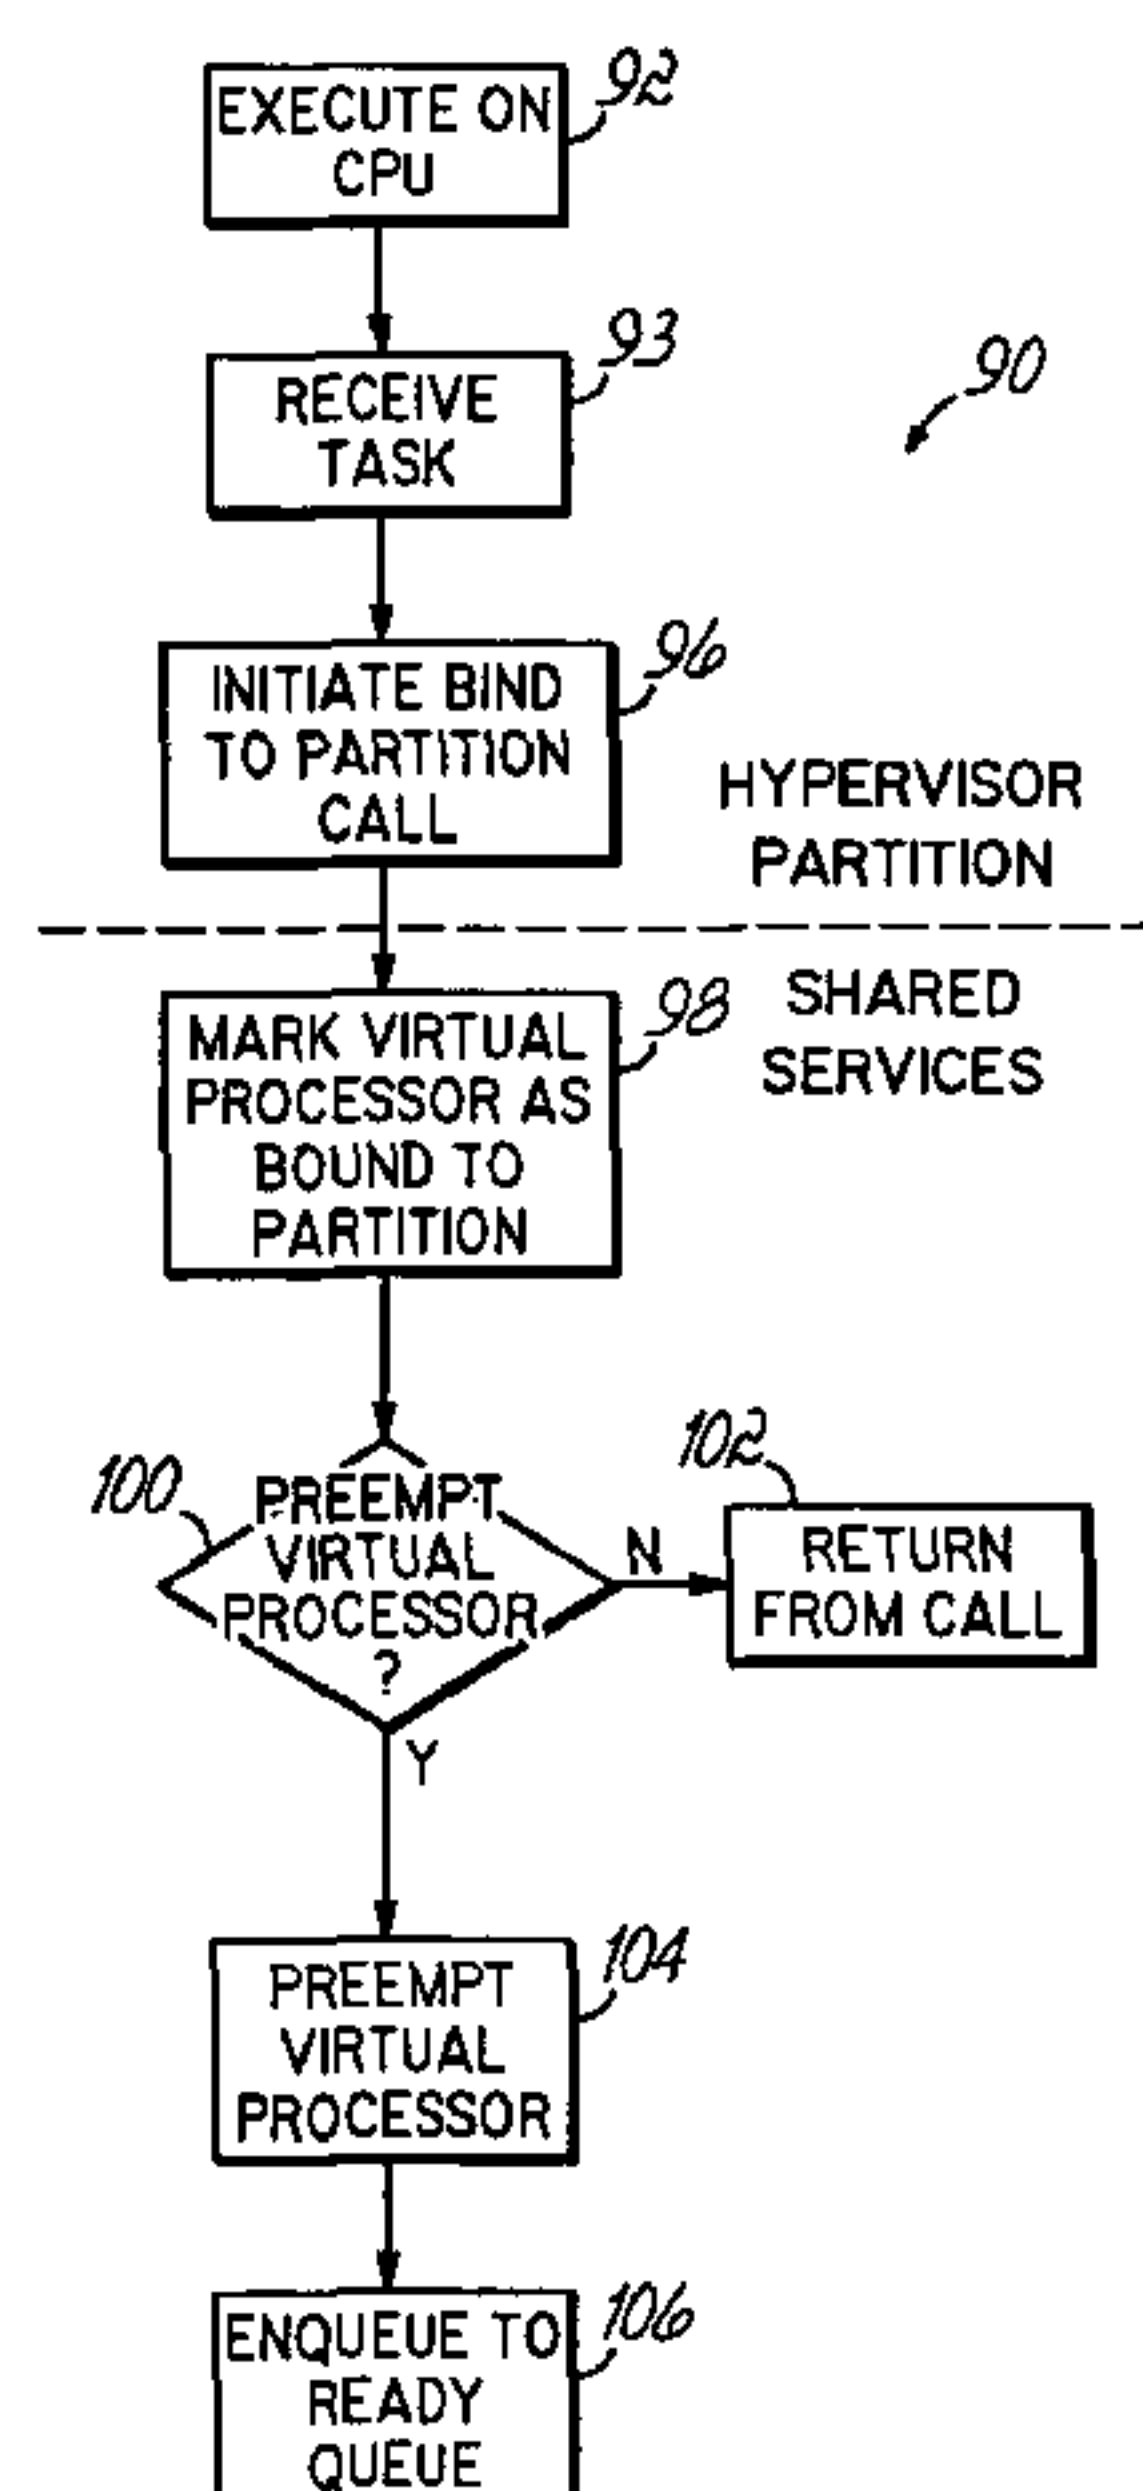 92
EXECUTE ON
CPU
93
RECEIVE
TASK
90
96
INITIATE BIND
TO PARTITION
CALL
HYPERVISOR
PARTITION
SHARED
SERVICES
98
MARK VIRTUAL
PROCESSOR AS
BOUND TO
PARTITION
100
PREEMPT
VIRTUAL
PROCESSOR
?
N
102
RETURN
FROM CALL
Y
104
PREEMPT
VIRTUAL
PROCESSOR
106
ENQUEUE TO
READY
QUEUE